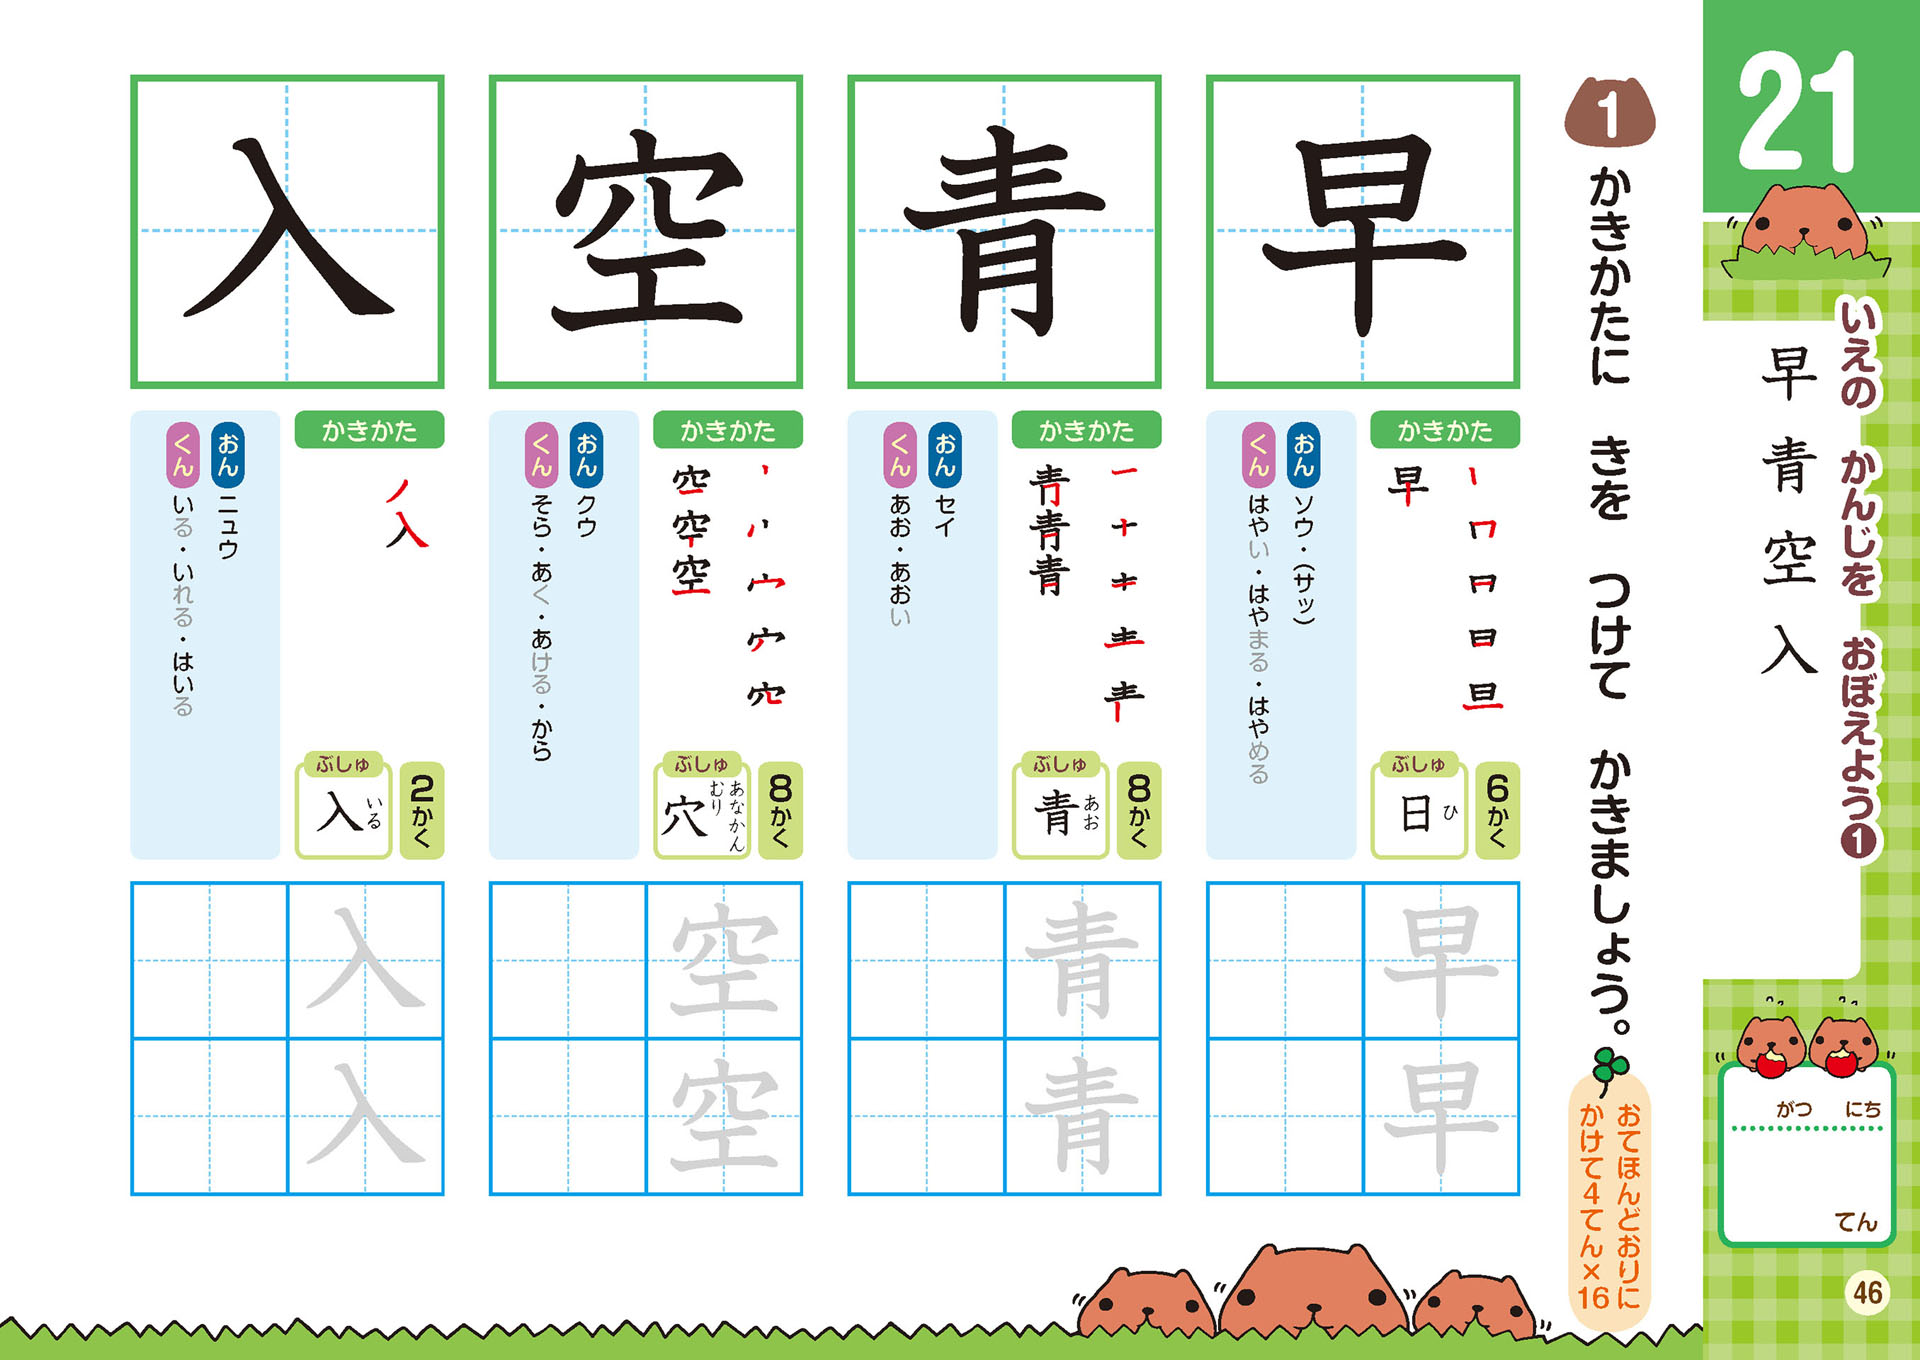 21
いえの かんじを おぼえよう❶
早 青 空 入
がつ にち
てん
46
1 かきかたに きを つけて かきましょう。
おてほんどおりに
かけて4てん×16
早
かきかた
丨 冂 日 日 旦
早
6かく
ぶしゅ
日 ひ
おん ソウ・(サッ)
くん はやい・はやまる・はやめる
早
早
青
かきかた
一 十 キ 主 龶
青 青 青
8かく
ぶしゅ
青 あお
おん セイ
くん あお・あおい
青
青
空
かきかた
空 空 空
8かく
ぶしゅ
穴 あなかんむり
おん クウ
くん そら・あく・あける・から
空
空
入
かきかた
ノ 入
2かく
ぶしゅ
入 いる
おん ニュウ
くん いる・いれる・はいる
入
入